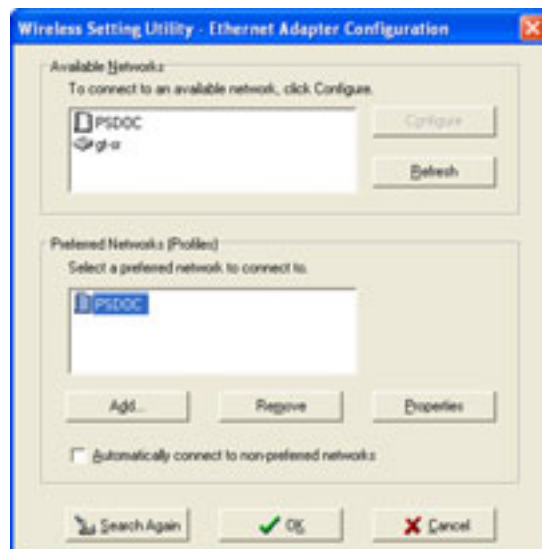 Wireless Setting Utility - Ethernet Adapter Configuration
Available Networks
To connect to an available network, click Configure.
PSDOC
Configure
gl-sr
Refresh
Preferred Networks (Profiles)
Select a preferred network to connect to.
PSDOC
Add...
Remove
Properties
Automatically connect to non-preferred networks
Search Again
OK
Cancel